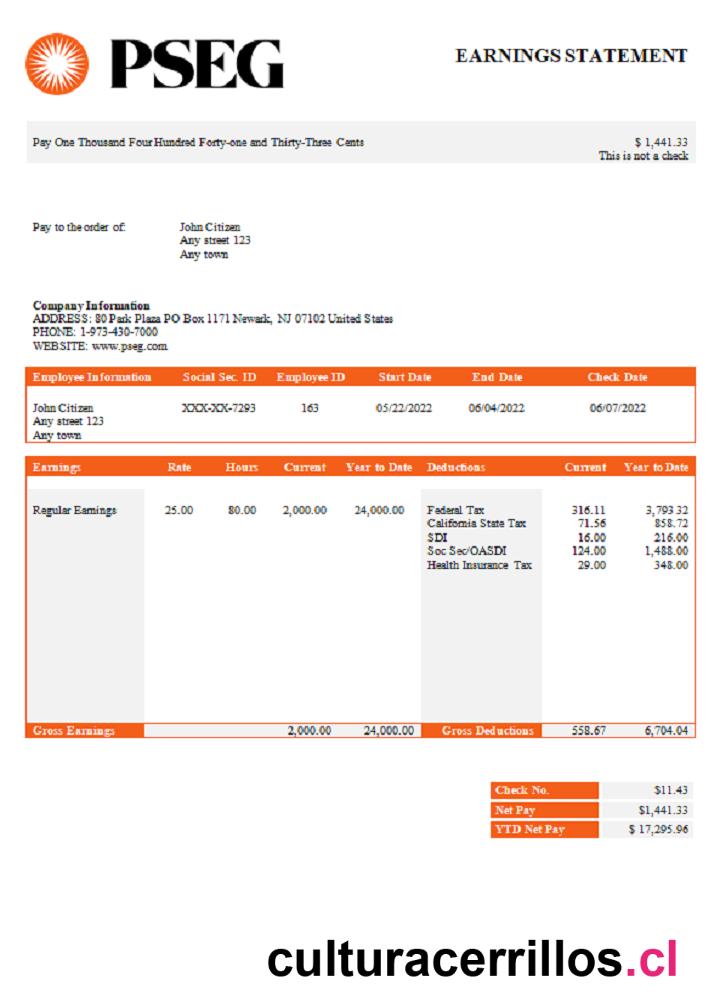 PSEG
EARNINGS STATEMENT
Pay One Thousand Four Hundred Forty-one and Thirty-Three Cents $ 1,441.33
This is not a check
Pay to the order of: John Citizen
Any street 123
Any town
Company Information
ADDRESS: 80 Park Plaza PO Box 1171 Newark, NJ 07102 United States
PHONE: 1-973-430-7000
WEBSITE: www.pseg.com
Employee Information Social Sec. ID Employee ID Start Date End Date Check Date
John Citizen XXX-XX-7293 163 05/22/2022 06/04/2022 06/07/2022
Any street 123
Any town
Earnings Rate Hours Current Year to Date Deductions Current Year to Date
Regular Earnings 25.00 80.00 2,000.00 24,000.00 Federal Tax 316.11 3,793.32
California State Tax 71.56 858.72
SDI 16.00 216.00
Soc Sec/OASDI 124.00 1,488.00
Health Insurance Tax 29.00 348.00
Gross Earnings 2,000.00 24,000.00 Gross Deductions 558.67 6,704.04
Check No. $11.43
Net Pay $1,441.33
YTD Net Pay $ 17,295.96
culturacerrillos.cl